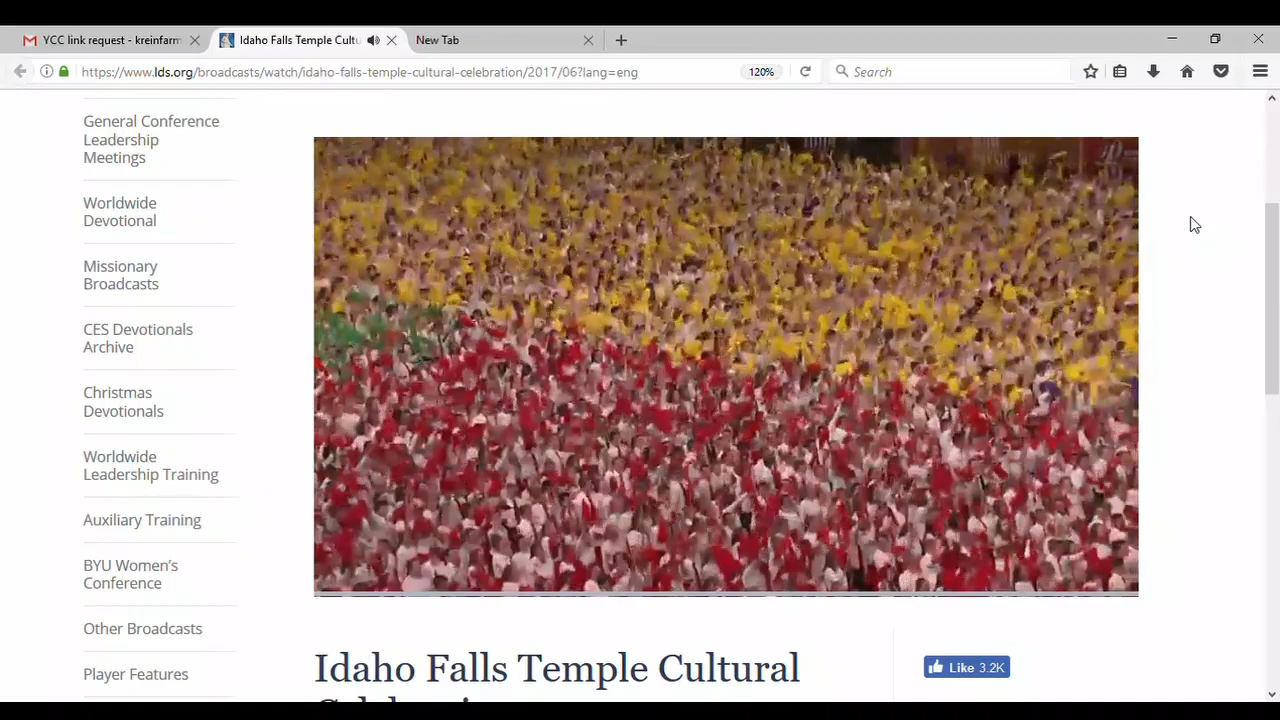 YCC link request - kreinfarm
Idaho Falls Temple Cultu
New Tab
https://www.lds.org/broadcasts/watch/idaho-falls-temple-cultural-celebration/2017/06?lang=eng
120%
Search
General Conference
Leadership
Meetings
Worldwide
Devotional
Missionary
Broadcasts
CES Devotionals
Archive
Christmas
Devotionals
Worldwide
Leadership Training
Auxiliary Training
BYU Women's
Conference
Other Broadcasts
Player Features
Idaho Falls Temple Cultural
Like 3.2K